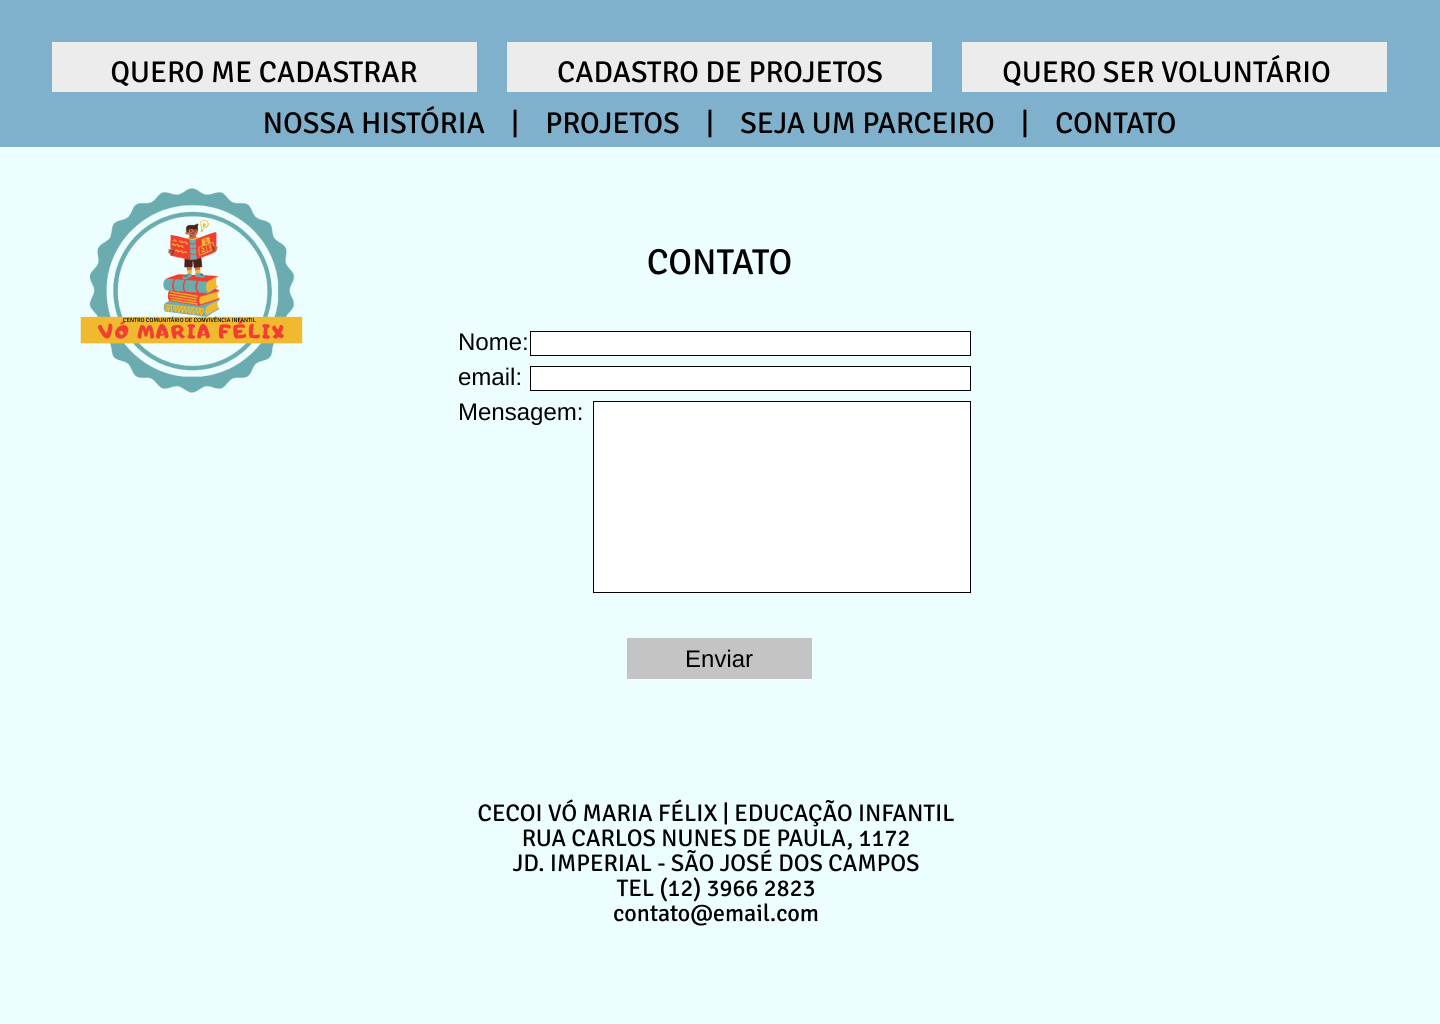 QUERO ME CADASTRAR
CADASTRO DE PROJETOS
QUERO SER VOLUNTÁRIO
NOSSA HISTÓRIA | PROJETOS | SEJA UM PARCEIRO | CONTATO
CENTRO COMUNITÁRIO DE CONVIVÊNCIA INFANTIL
VÓ MARIA FÉLIX
CONTATO
Nome:
email:
Mensagem:
Enviar
CECOI VÓ MARIA FÉLIX | EDUCAÇÃO INFANTIL
RUA CARLOS NUNES DE PAULA, 1172
JD. IMPERIAL - SÃO JOSÉ DOS CAMPOS
TEL (12) 3966 2823
contato@email.com